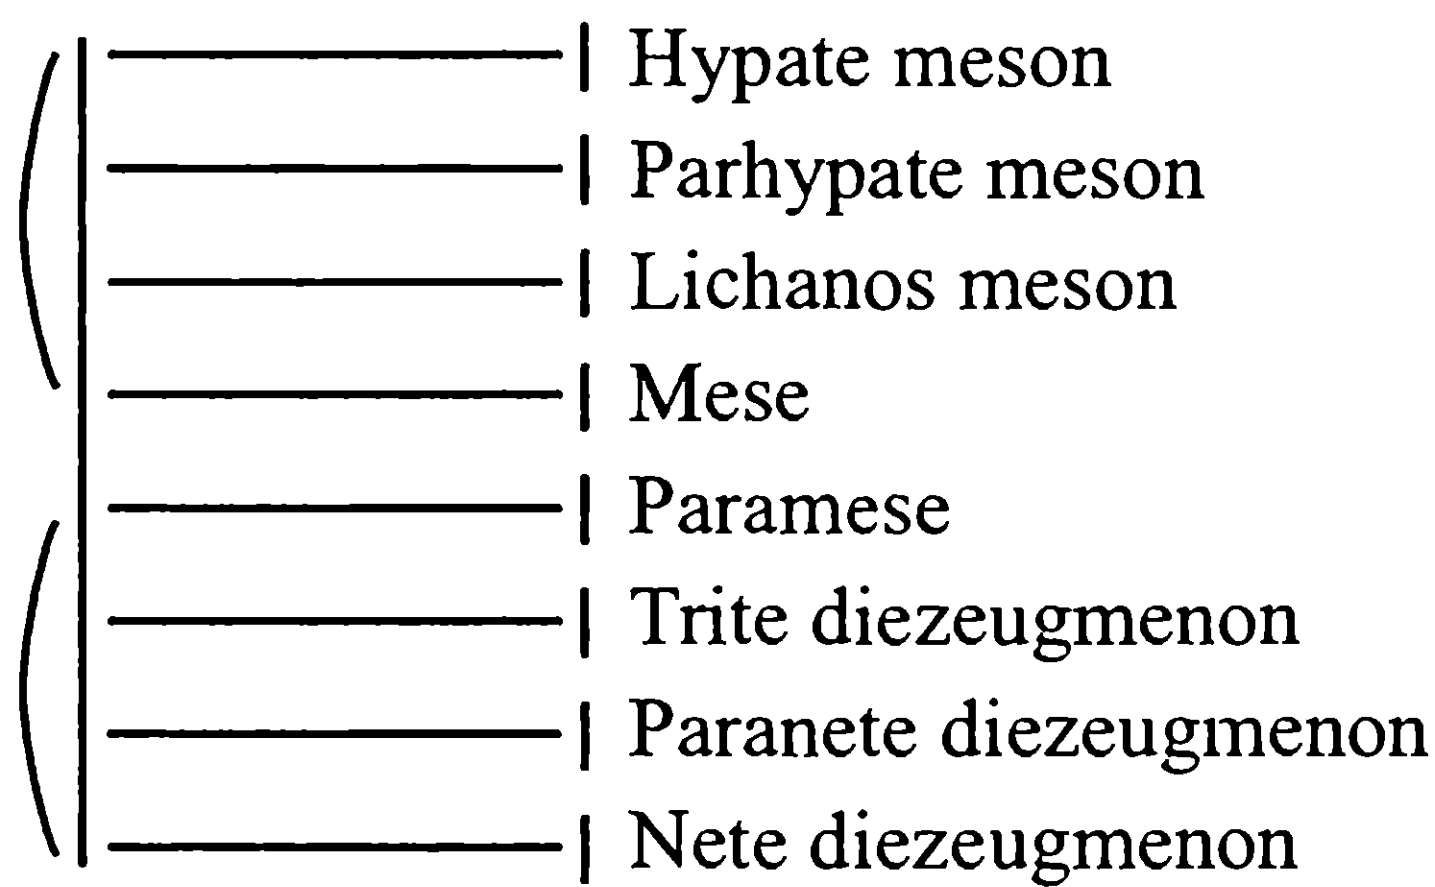 Hypate meson
Parhypate meson
Lichanos meson
Mese
Paramese
Trite diezeugmenon
Paranete diezeugmenon
Nete diezeugmenon